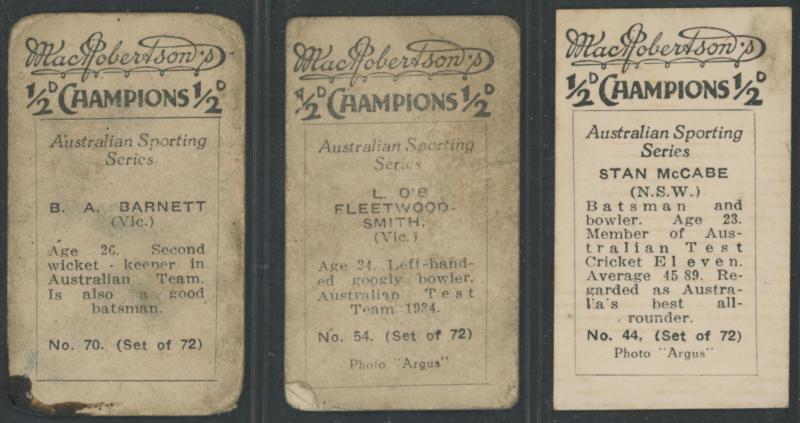 MacRobertson's
½D CHAMPIONS ½D
Australian Sporting
Series
B. A. BARNETT
(Vic.)
Age 26. Second
wicket-keeper in
Australian Team.
Is also a good
batsman.
No. 70. (Set of 72)
MacRobertson's
½D CHAMPIONS ½D
Australian Sporting
Series
L. O'B
FLEETWOOD-
SMITH.
(Vic.)
Age 24. Left-hand-
ed googly bowler.
Australian Test
Team 1934.
No. 54. (Set of 72)
Photo "Argus"
MacRobertson's
½D CHAMPIONS ½D
Australian Sporting
Series
STAN McCABE
(N.S.W.)
Batsman and
bowler. Age 23.
Member of Aus-
tralian Test
Cricket Eleven.
Average 45 89. Re-
garded as Austra-
lia's best all-
rounder.
No. 44. (Set of 72)
Photo "Argus"